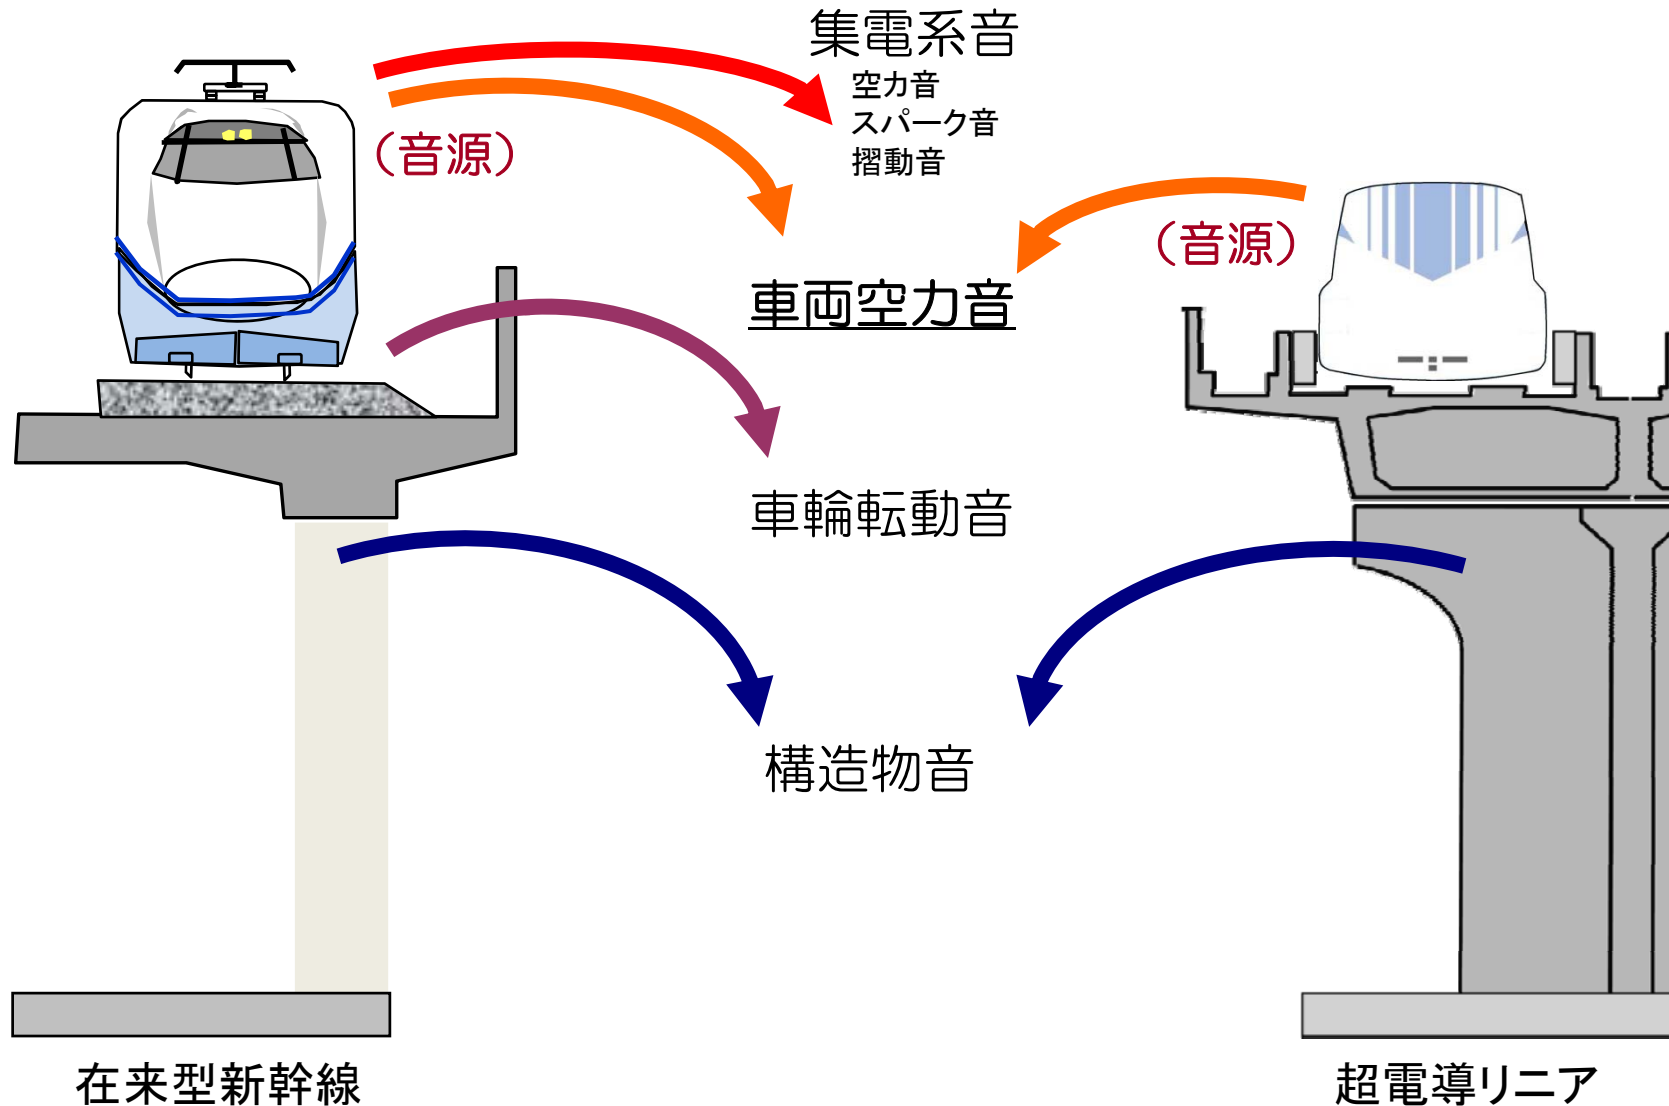 集電系音
空力音
スパーク音
摺動音
（音源）
（音源）
車両空力音
車輪転動音
構造物音
在来型新幹線
超電導リニア